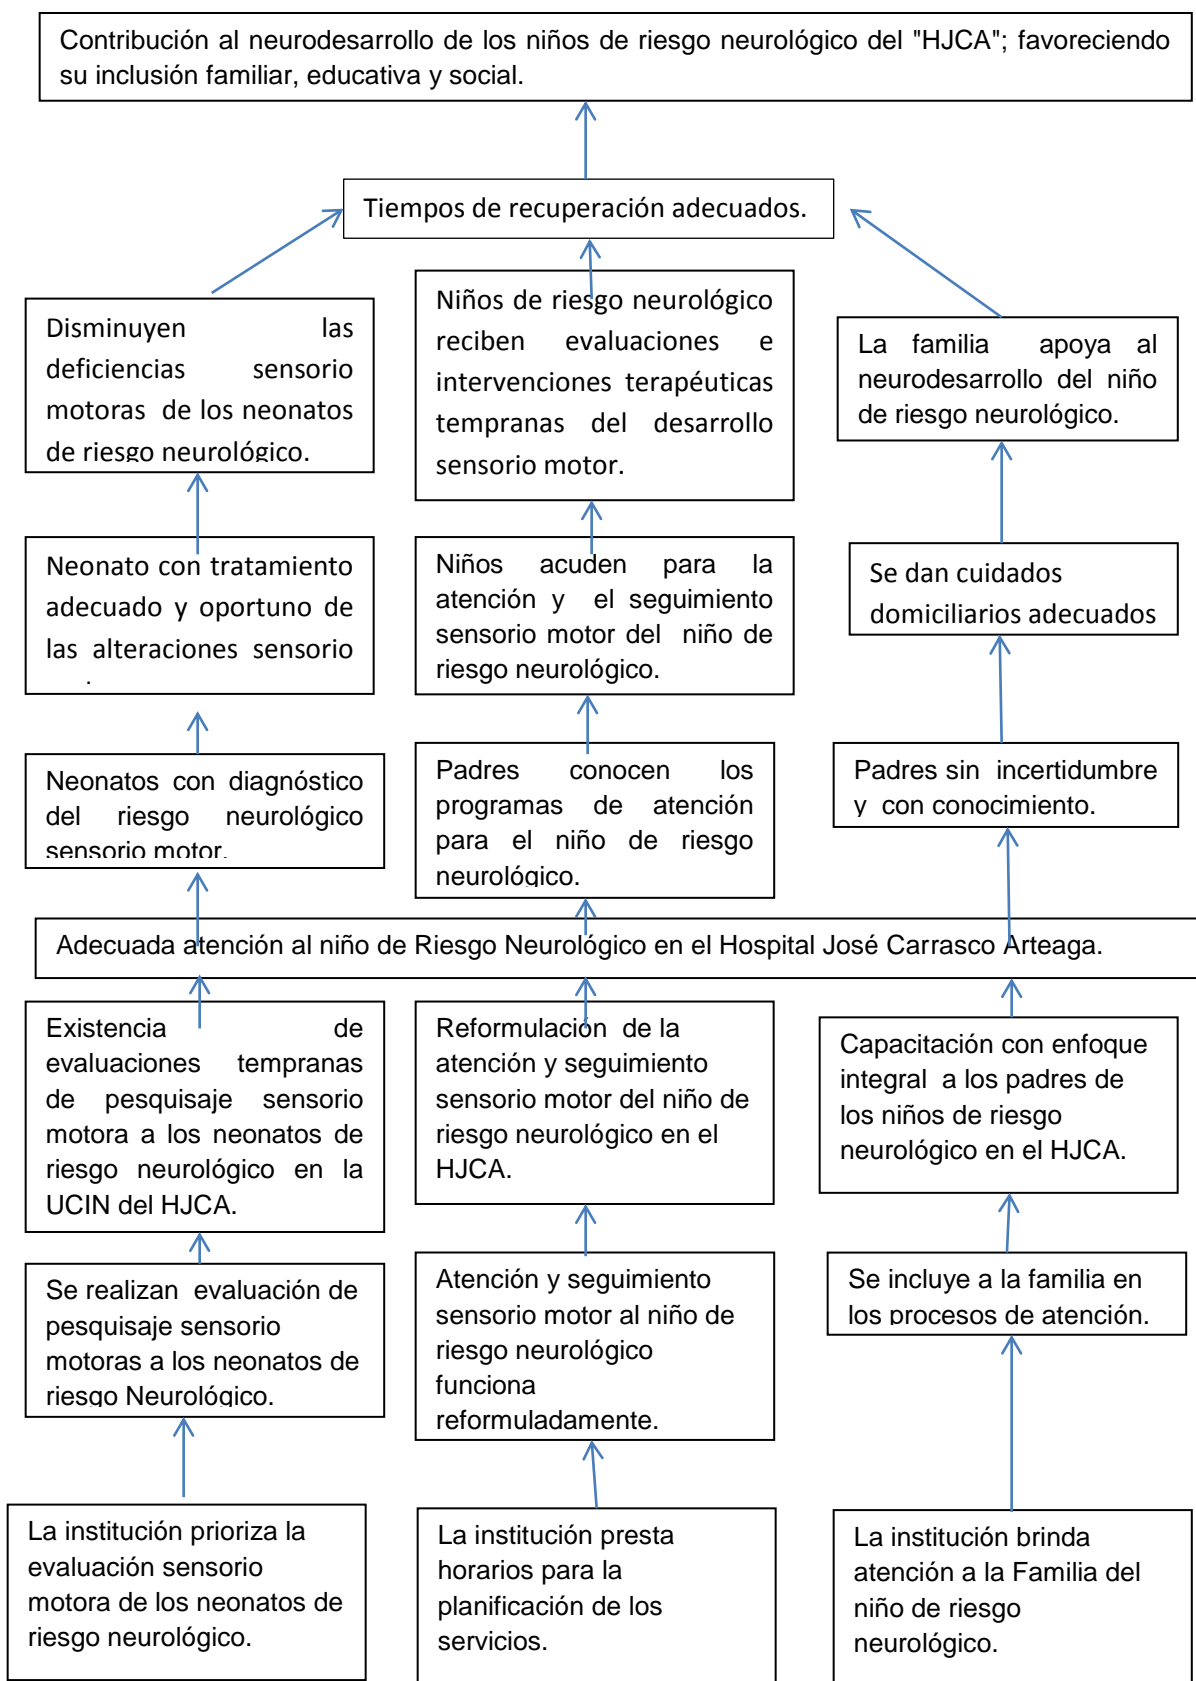 Contribución al neurodesarrollo de los niños de riesgo neurológico del "HJCA"; favoreciendo
su inclusión familiar, educativa y social.
Tiempos de recuperación adecuados.
Disminuyen las
deficiencias sensorio
motoras de los neonatos
de riesgo neurológico.
Niños de riesgo neurológico
reciben evaluaciones e
intervenciones terapéuticas
tempranas del desarrollo
sensorio motor.
La familia apoya al
neurodesarrollo del niño
de riesgo neurológico.
Neonato con tratamiento
adecuado y oportuno de
las alteraciones sensorio
Niños acuden para la
atención y el seguimiento
sensorio motor del niño de
riesgo neurológico.
Se dan cuidados
domiciliarios adecuados
Neonatos con diagnóstico
del riesgo neurológico
sensorio motor.
Padres conocen los
programas de atención
para el niño de riesgo
neurológico.
Padres sin incertidumbre
y con conocimiento.
Adecuada atención al niño de Riesgo Neurológico en el Hospital José Carrasco Arteaga.
Existencia de
evaluaciones tempranas
de pesquisaje sensorio
motora a los neonatos de
riesgo neurológico en la
UCIN del HJCA.
Reformulación de la
atención y seguimiento
sensorio motor del niño de
riesgo neurológico en el
HJCA.
Capacitación con enfoque
integral a los padres de
los niños de riesgo
neurológico en el HJCA.
Se realizan evaluación de
pesquisaje sensorio
motoras a los neonatos de
riesgo Neurológico.
Atención y seguimiento
sensorio motor al niño de
riesgo neurológico
funciona
reformuladamente.
Se incluye a la familia en
los procesos de atención.
La institución prioriza la
evaluación sensorio
motora de los neonatos de
riesgo neurológico.
La institución presta
horarios para la
planificación de los
servicios.
La institución brinda
atención a la Familia del
niño de riesgo
neurológico.